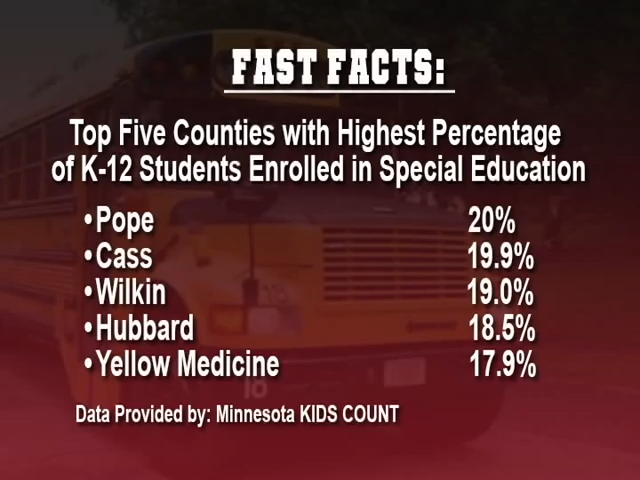 FAST FACTS:
Top Five Counties with Highest Percentage
of K-12 Students Enrolled in Special Education
•Pope 20%
•Cass 19.9%
•Wilkin 19.0%
•Hubbard 18.5%
•Yellow Medicine 17.9%
18
Data Provided by: Minnesota KIDS COUNT